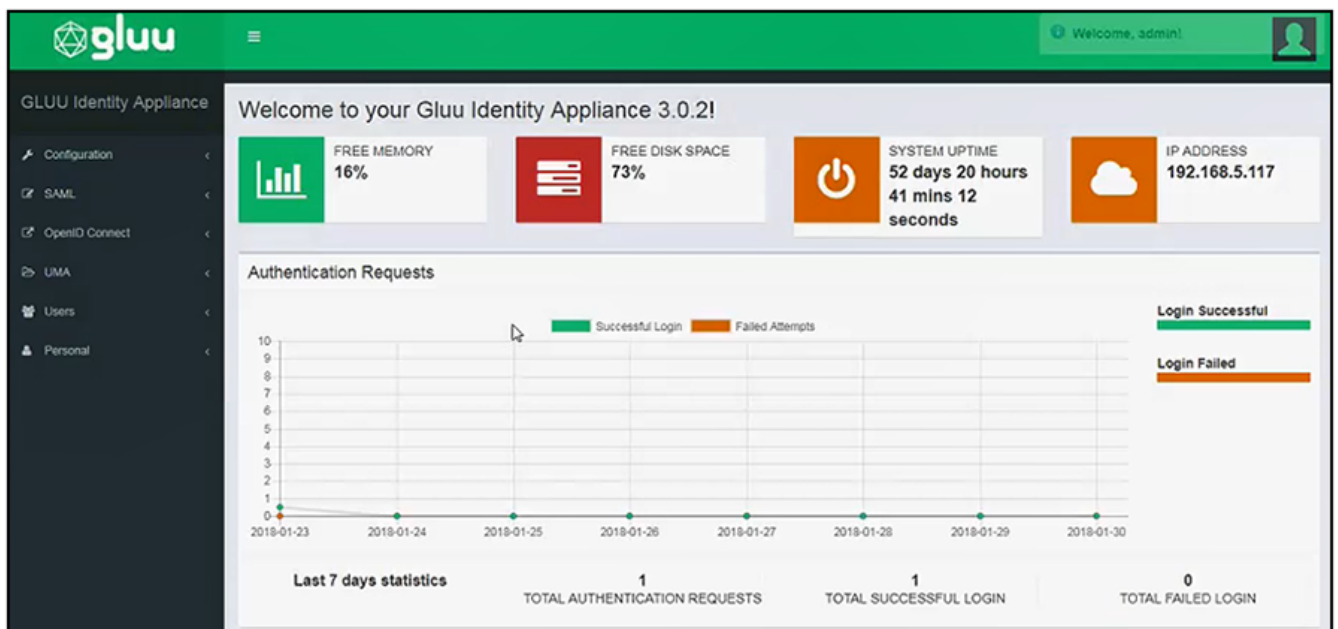 gluu
Welcome, admin!
GLUU Identity Appliance
Configuration
SAML
OpenID Connect
UMA
Users
Personal
Welcome to your Gluu Identity Appliance 3.0.2!
FREE MEMORY
16%
FREE DISK SPACE
73%
SYSTEM UPTIME
52 days 20 hours
41 mins 12
seconds
IP ADDRESS
192.168.5.117
Authentication Requests
Successful Login Failed Attempts
Login Successful
Login Failed
10
9
8
7
6
5
4
3
2
1
0
2018-01-23 2018-01-24 2018-01-25 2018-01-26 2018-01-27 2018-01-28 2018-01-29 2018-01-30
Last 7 days statistics
1
TOTAL AUTHENTICATION REQUESTS
1
TOTAL SUCCESSFUL LOGIN
0
TOTAL FAILED LOGIN